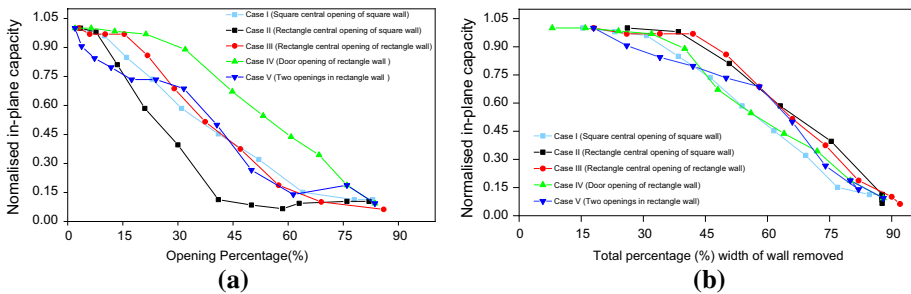 1.05
0.90
0.75
0.60
0.45
0.30
0.15
0.00
Normalised in-plane capacity
Case I (Square central opening of square wall)
Case II (Rectangle central opening of square wall)
Case III (Rectangle central opening of rectangle wall)
Case IV (Door opening of rectangle wall)
Case V (Two openings in rectangle wall )
0 15 30 45 60 75 90
Opening Percentage(%)
(a)
1.05
0.90
0.75
0.60
0.45
0.30
0.15
0.00
Normalised in-plane capacity
Case I (Square central opening of square wall)
Case II (Rectangle central opening of square wall)
Case III (Rectangle central opening of rectangle wall)
Case IV (Door opening of rectangle wall)
Case V (Two openings in rectangle wall)
0 15 30 45 60 75 90
Total percentage (%) width of wall removed
(b)